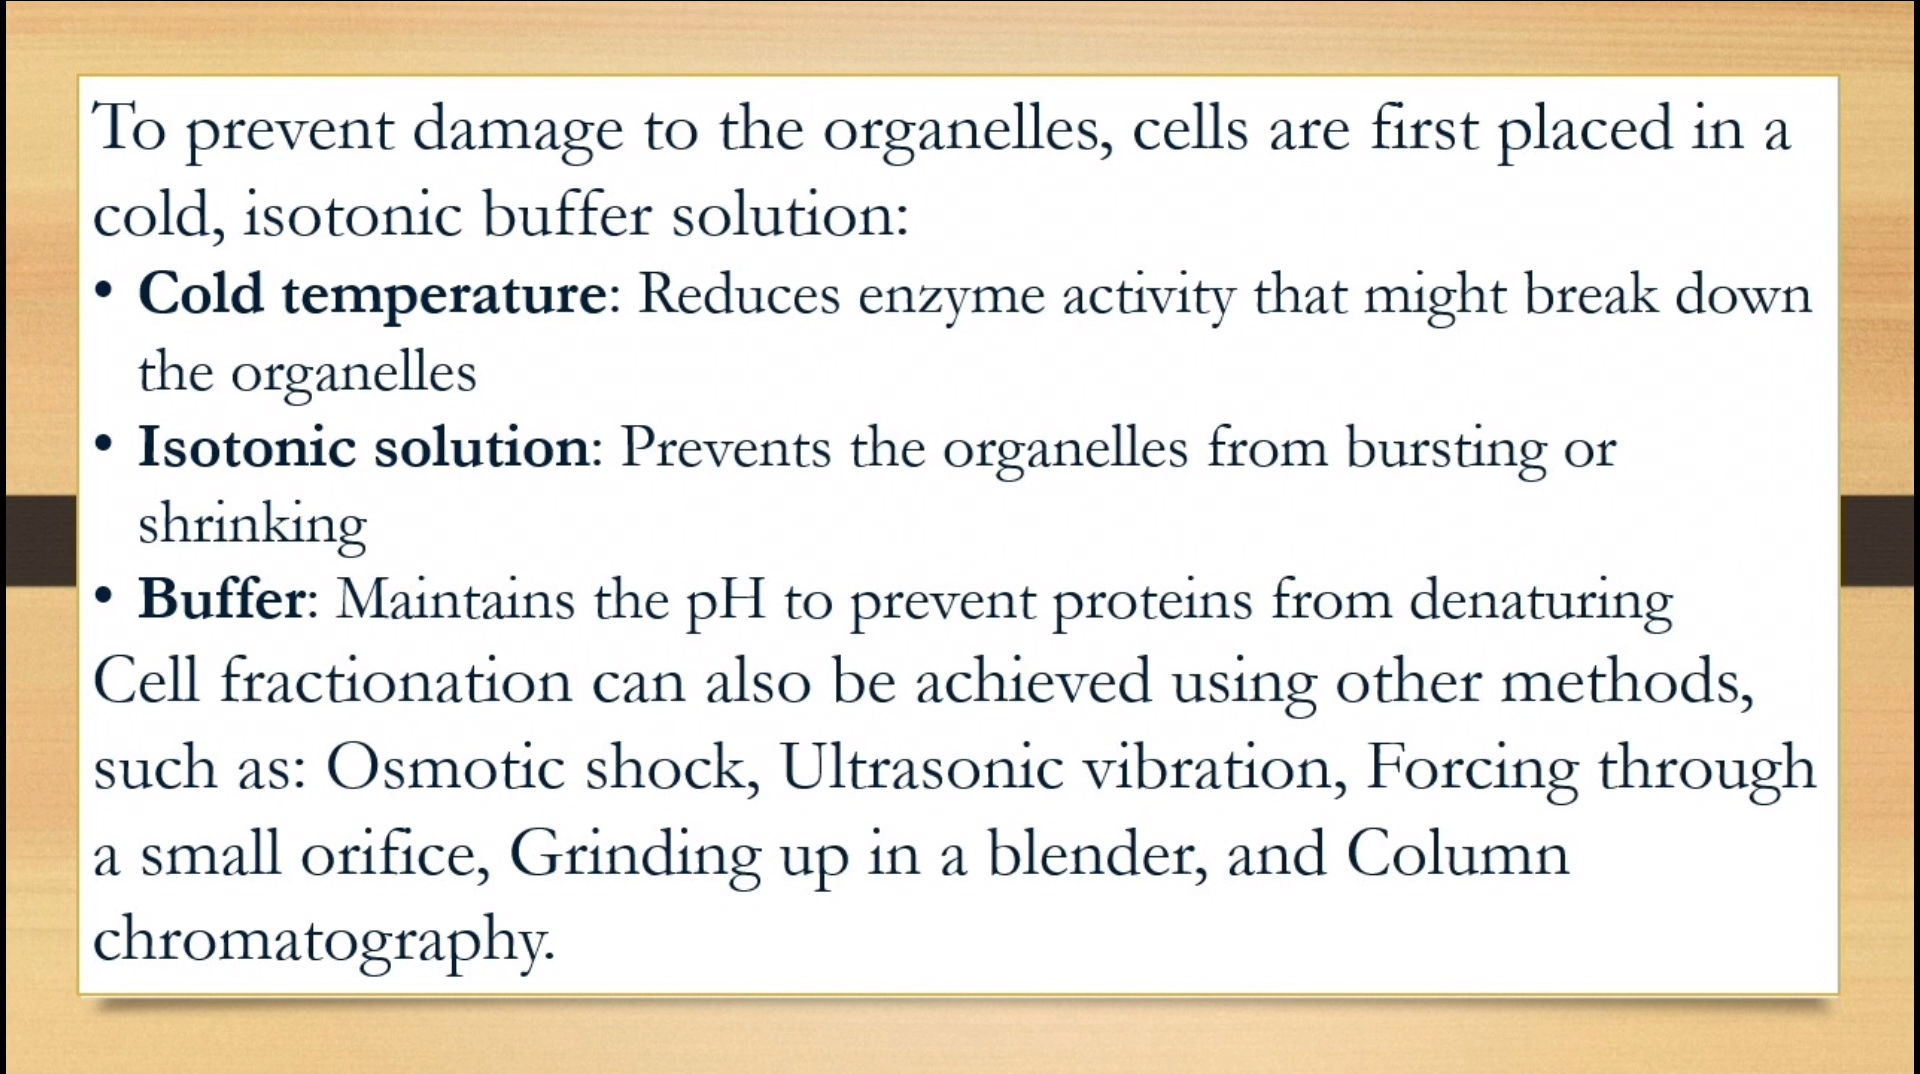 To prevent damage to the organelles, cells are first placed in a
cold, isotonic buffer solution:
• Cold temperature: Reduces enzyme activity that might break down
the organelles
• Isotonic solution: Prevents the organelles from bursting or
shrinking
• Buffer: Maintains the pH to prevent proteins from denaturing
Cell fractionation can also be achieved using other methods,
such as: Osmotic shock, Ultrasonic vibration, Forcing through
a small orifice, Grinding up in a blender, and Column
chromatography.